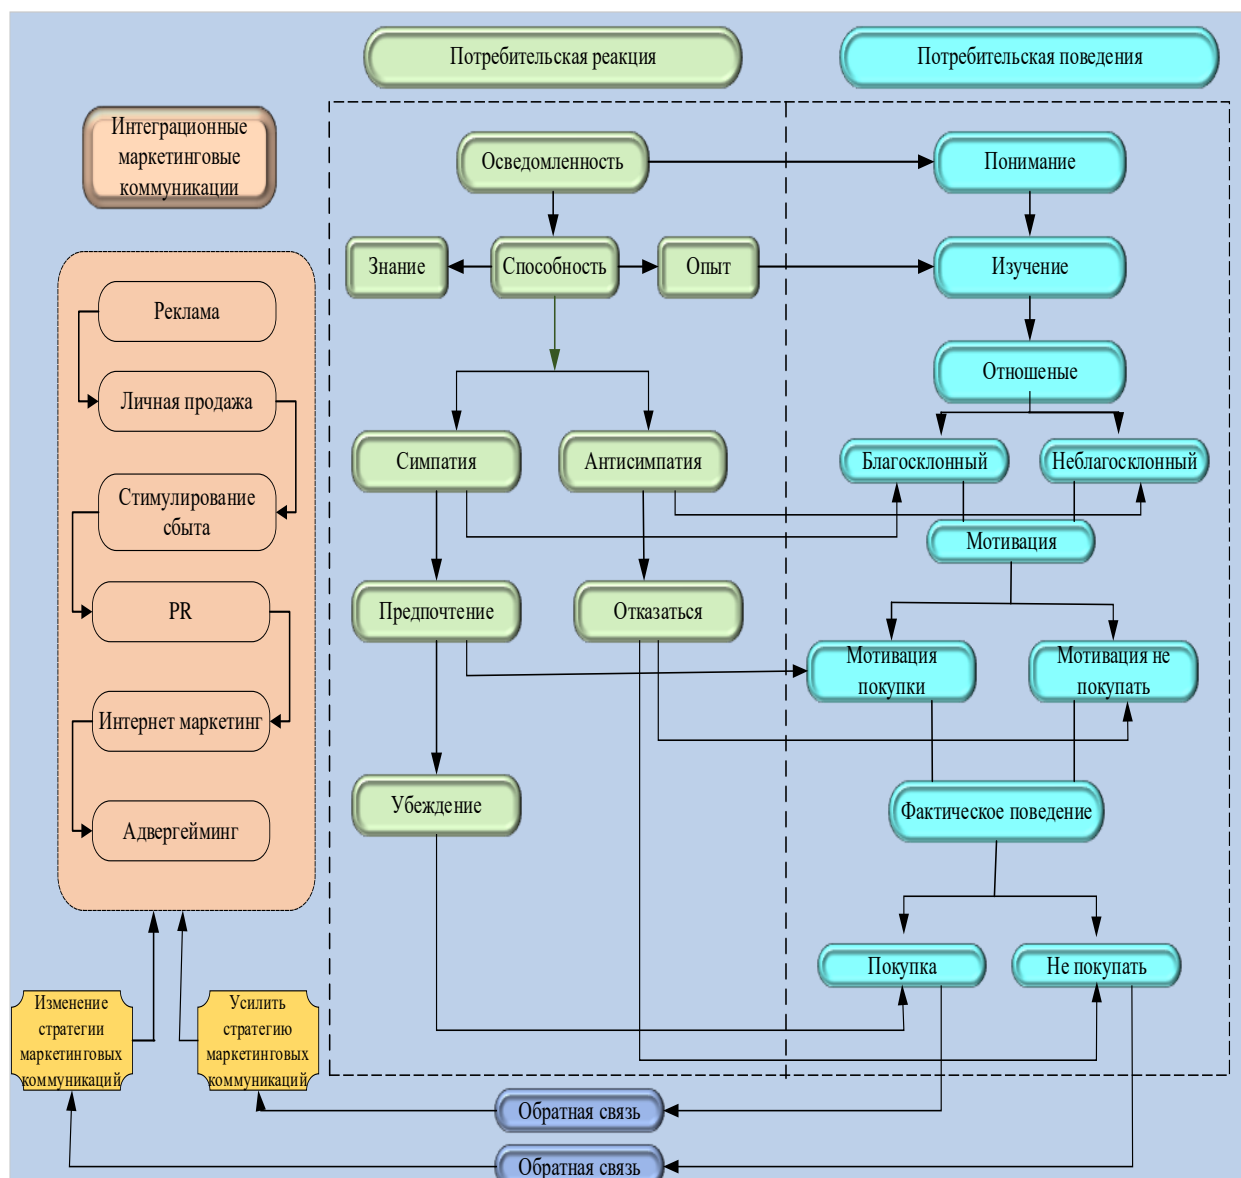 Потребительская реакция
Потребительская поведения
Интеграционные
маркетинговые
коммуникации
Реклама
Личная продажа
Стимулирование
сбыта
PR
Интернет маркетинг
Адвергейминг
Изменение
стратегии
маркетинговых
коммуникаций
Усилить
стратегию
маркетинговых
коммуникаций
Осведомленность
Знание
Способность
Опыт
Симпатия
Антисимпатия
Предпочтение
Отказаться
Убеждение
Понимание
Изучение
Отношеные
Благосклонный
Неблагосклонный
Мотивация
Мотивация
покупки
Мотивация не
покупать
Фактическое поведение
Покупка
Не покупать
Обратная связь
Обратная связь